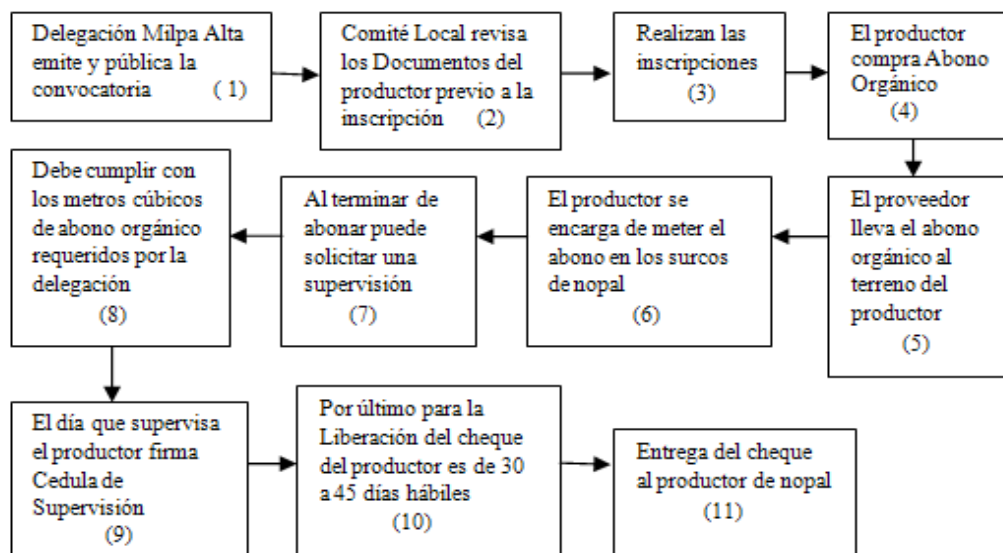 Delegación Milpa Alta
emite y pública la
convocatoria ( 1)
Comité Local revisa
los Documentos del
productor previo a la
inscripción (2)
Realizan las
inscripciones
(3)
El productor
compra Abono
Orgánico
(4)
El proveedor
lleva el abono
orgánico al
terreno del
productor
(5)
El productor se
encarga de meter el
abono en los surcos
de nopal
(6)
Al terminar de
abonar puede
solicitar una
supervisión
(7)
Debe cumplir con
los metros cúbicos
de abono orgánico
requeridos por la
delegación
(8)
El día que supervisa
el productor firma
Cedula de
Supervisión
(9)
Por último para la
Liberación del cheque
del productor es de 30
a 45 días hábiles
(10)
Entrega del cheque
al productor de nopal
(11)